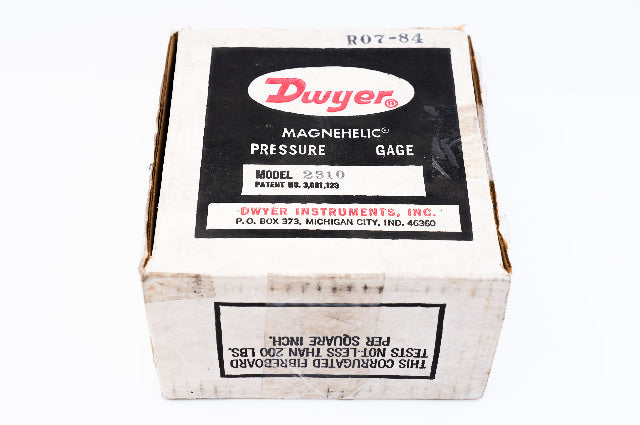 R07-84
Dwyer®
MAGNEHELIC®
PRESSURE GAGE
MODEL 2310
PATENT NO. 3,081,123
DWYER INSTRUMENTS, INC.
P.O. BOX 373, MICHIGAN CITY, IND. 46360
THIS CORRUGATED FIBREBOARD
TESTS NOT-LESS THAN 200 LBS.
PER SQUARE INCH.